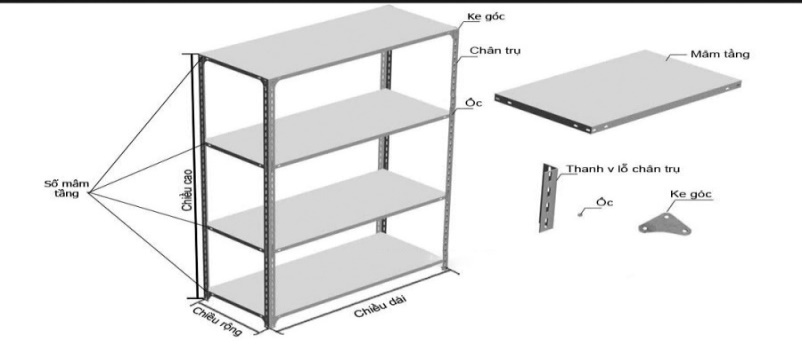 Ke góc
Chân trụ
Ốc
Số mâm
tầng
Chiều cao
Chiều rộng
Chiều dài
Mâm tầng
Thanh v lỗ chân trụ
Ốc
Ke góc